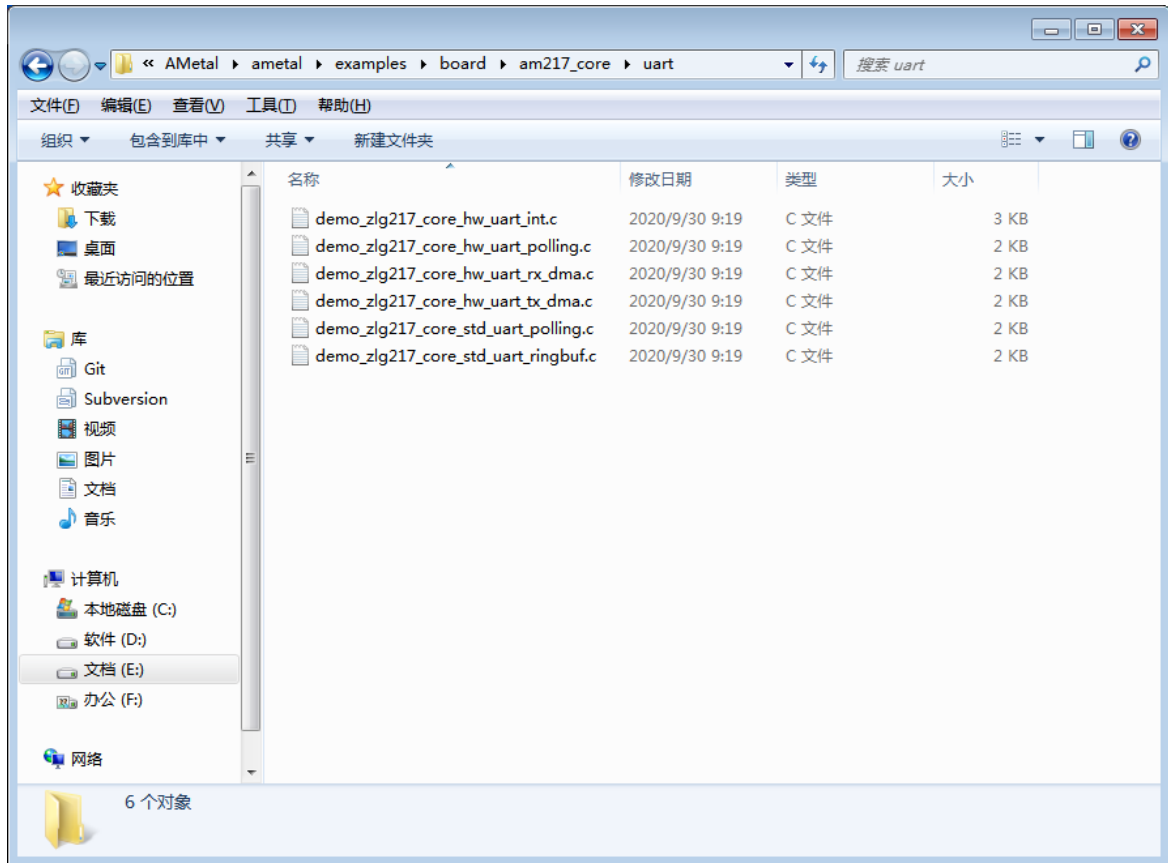 « AMetal ▸ ametal ▸ examples ▸ board ▸ am217_core ▸ uart
搜索 uart
文件(F) 编辑(E) 查看(V) 工具(T) 帮助(H)
组织 包含到库中 共享 新建文件夹
收藏夹
下载
桌面
最近访问的位置
库
Git
Subversion
视频
图片
文档
音乐
计算机
本地磁盘 (C:)
软件 (D:)
文档 (E:)
办公 (F:)
网络
名称 修改日期 类型 大小
demo_zlg217_core_hw_uart_int.c 2020/9/30 9:19 C 文件 3 KB
demo_zlg217_core_hw_uart_polling.c 2020/9/30 9:19 C 文件 2 KB
demo_zlg217_core_hw_uart_rx_dma.c 2020/9/30 9:19 C 文件 2 KB
demo_zlg217_core_hw_uart_tx_dma.c 2020/9/30 9:19 C 文件 2 KB
demo_zlg217_core_std_uart_polling.c 2020/9/30 9:19 C 文件 2 KB
demo_zlg217_core_std_uart_ringbuf.c 2020/9/30 9:19 C 文件 2 KB
6 个对象